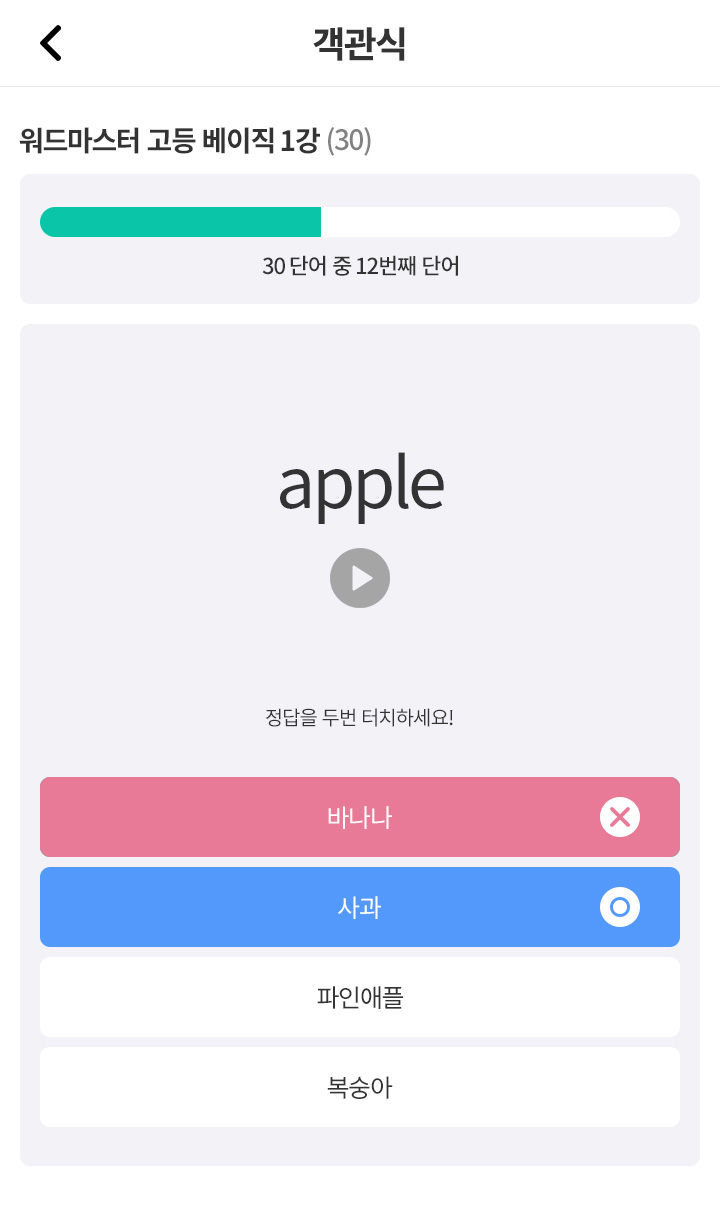 객관식
워드마스터 고등 베이직 1강 (30)
30 단어 중 12번째 단어
apple
정답을 두번 터치하세요!
바나나
사과
파인애플
복숭아